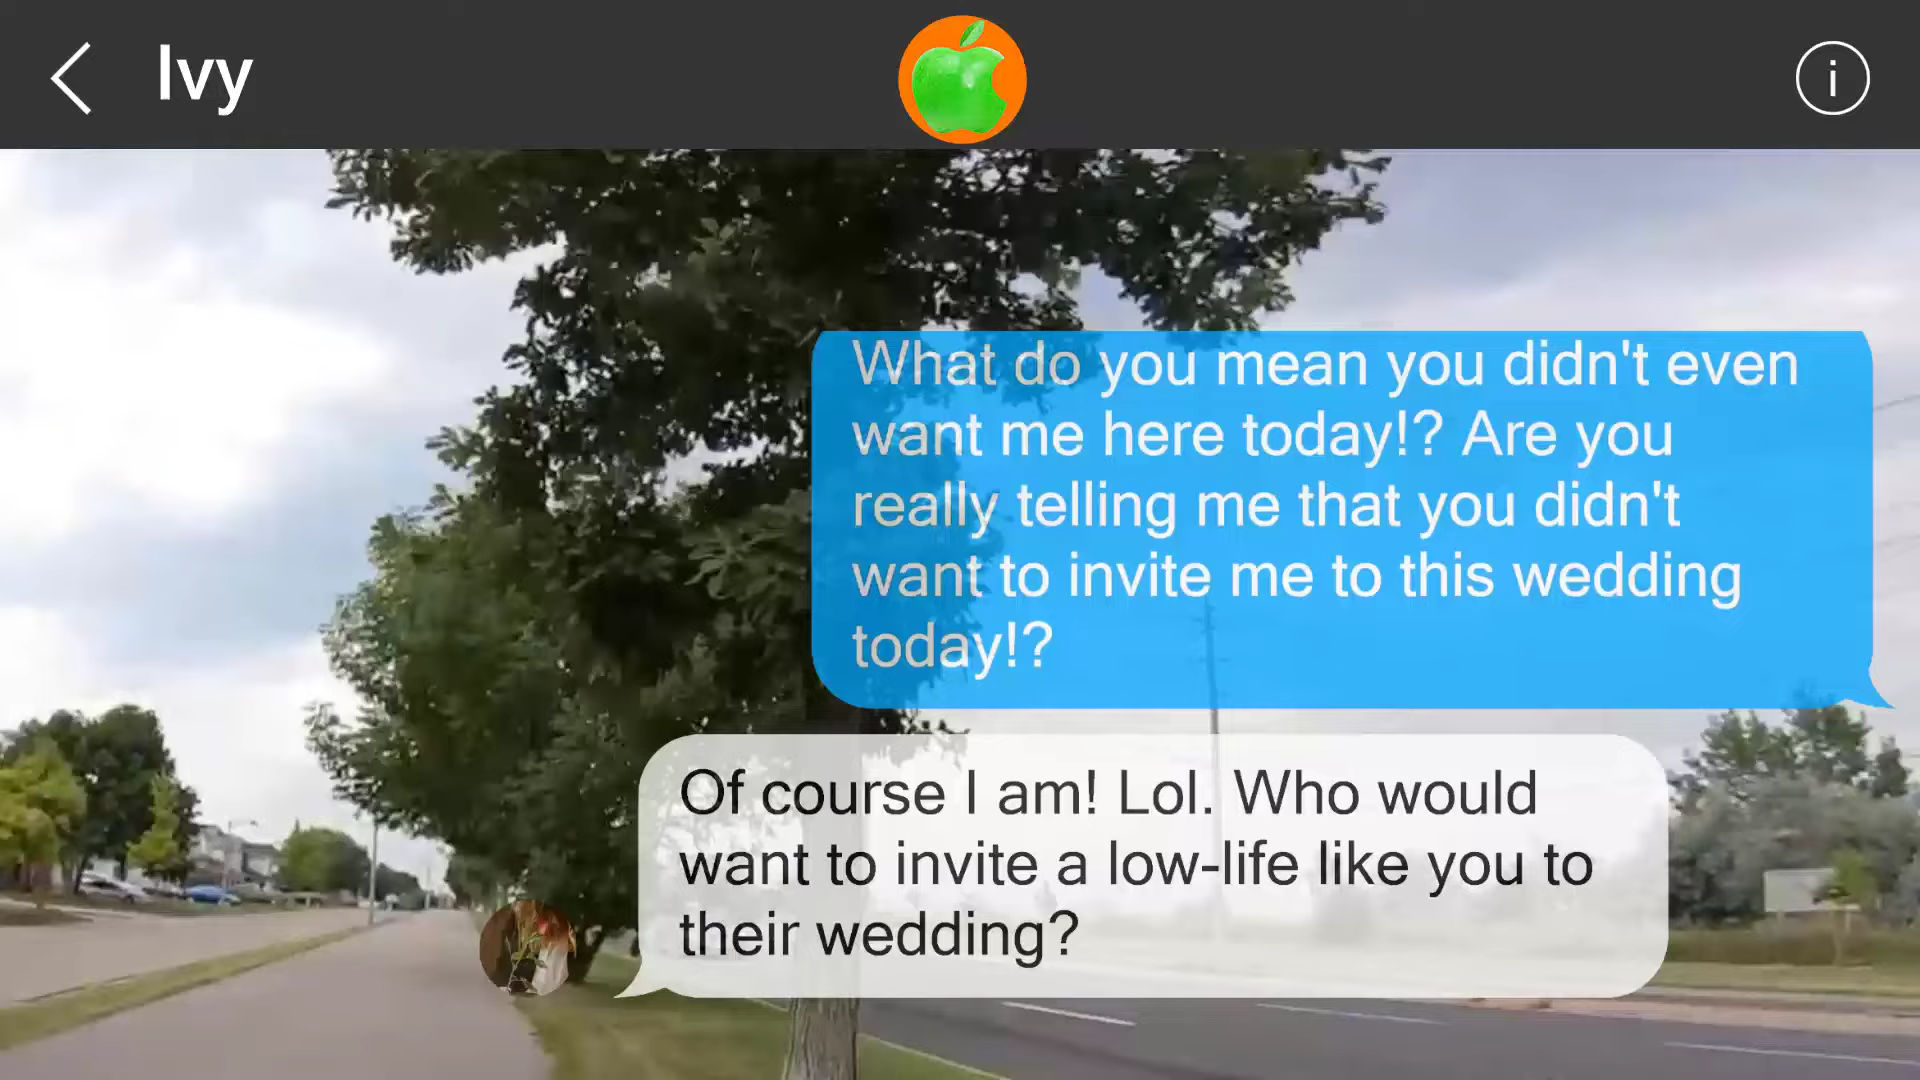 Ivy
i
What do you mean you didn't even
want me here today!? Are you
really telling me that you didn't
want to invite me to this wedding
today!?
Of course I am! Lol. Who would
want to invite a low-life like you to
their wedding?